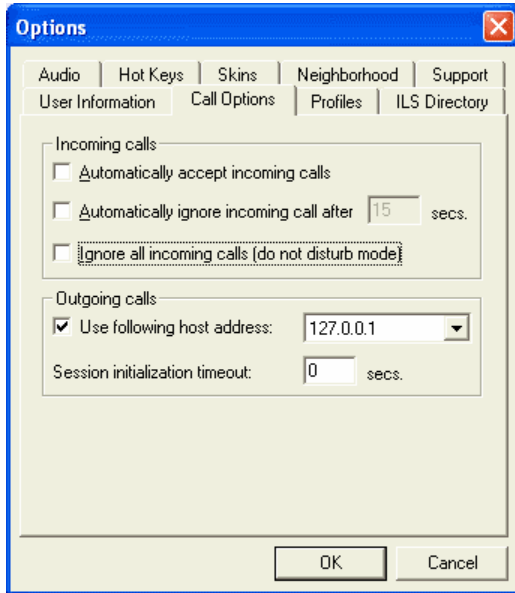 Options
Audio Hot Keys Skins Neighborhood Support
User Information Call Options Profiles ILS Directory
Incoming calls
Automatically accept incoming calls
Automatically ignore incoming call after 15 secs.
Ignore all incoming calls (do not disturb mode)
Outgoing calls
Use following host address: 127.0.0.1
Session initialization timeout: 0 secs.
OK Cancel